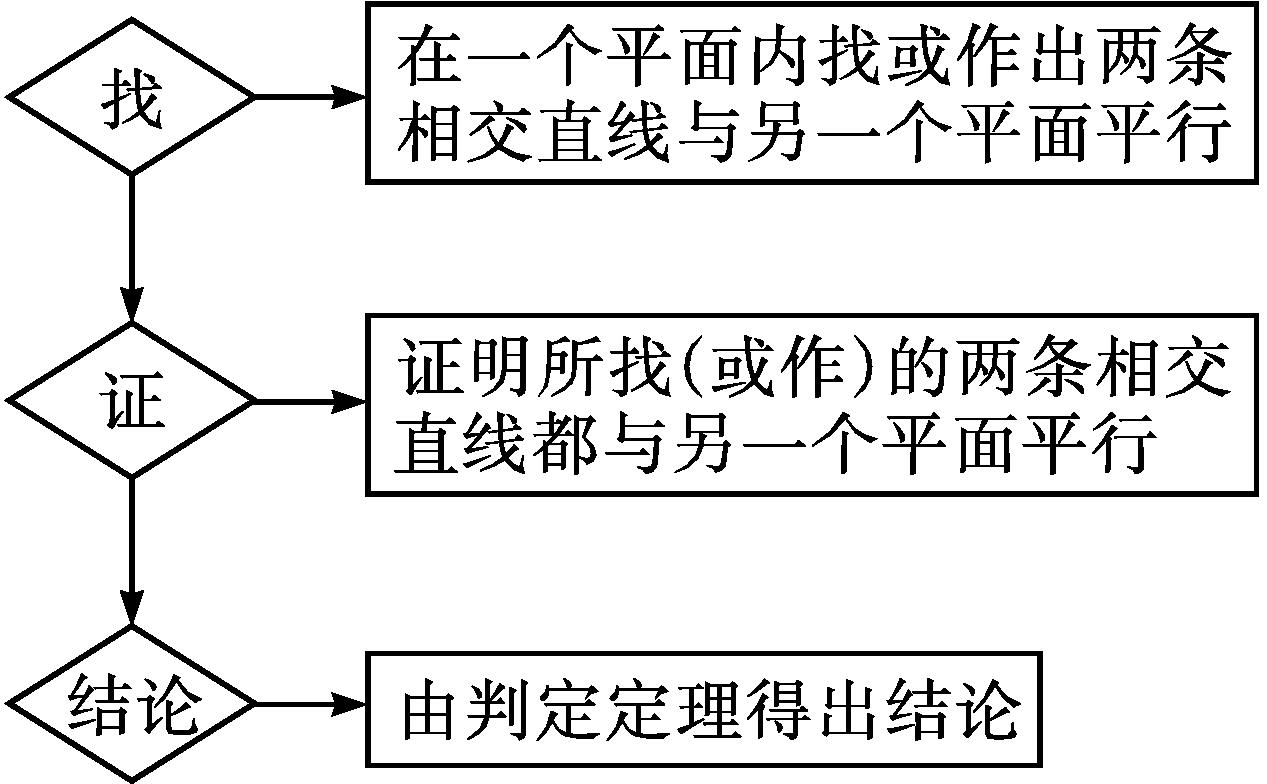 找
在一个平面内找或作出两条
相交直线与另一个平面平行
证
证明所找(或作)的两条相交
直线都与另一个平面平行
结论
由判定定理得出结论